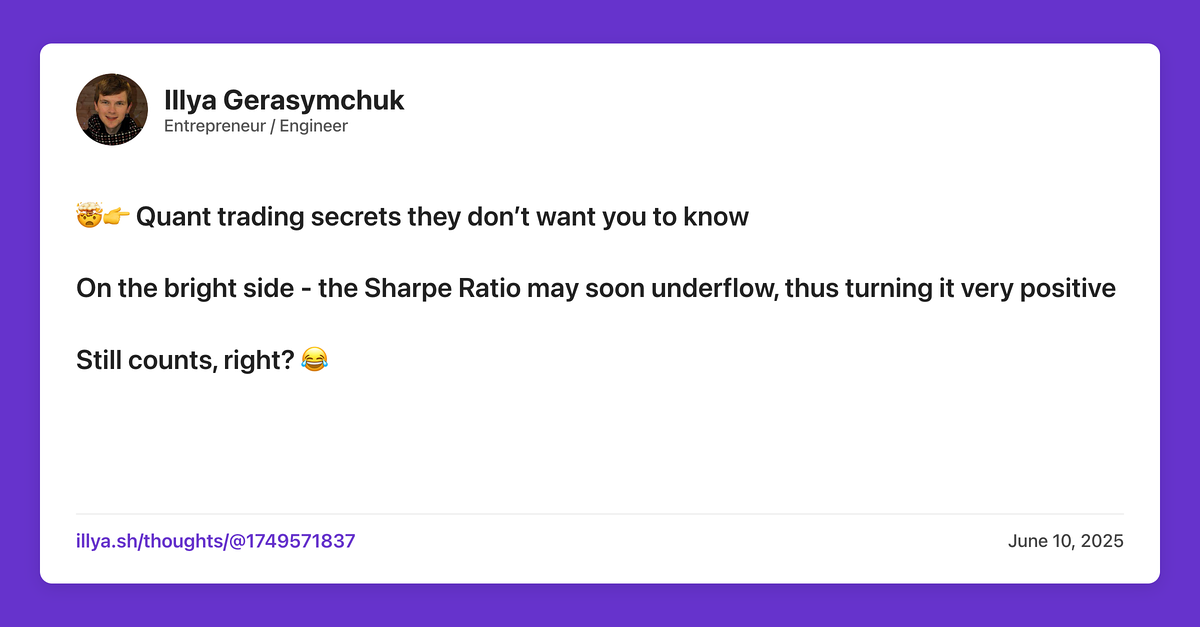 Illya Gerasymchuk
Entrepreneur / Engineer
🤯👉 Quant trading secrets they don’t want you to know
On the bright side - the Sharpe Ratio may soon underflow, thus turning it very positive
Still counts, right? 😂
illya.sh/thoughts/@1749571837
June 10, 2025